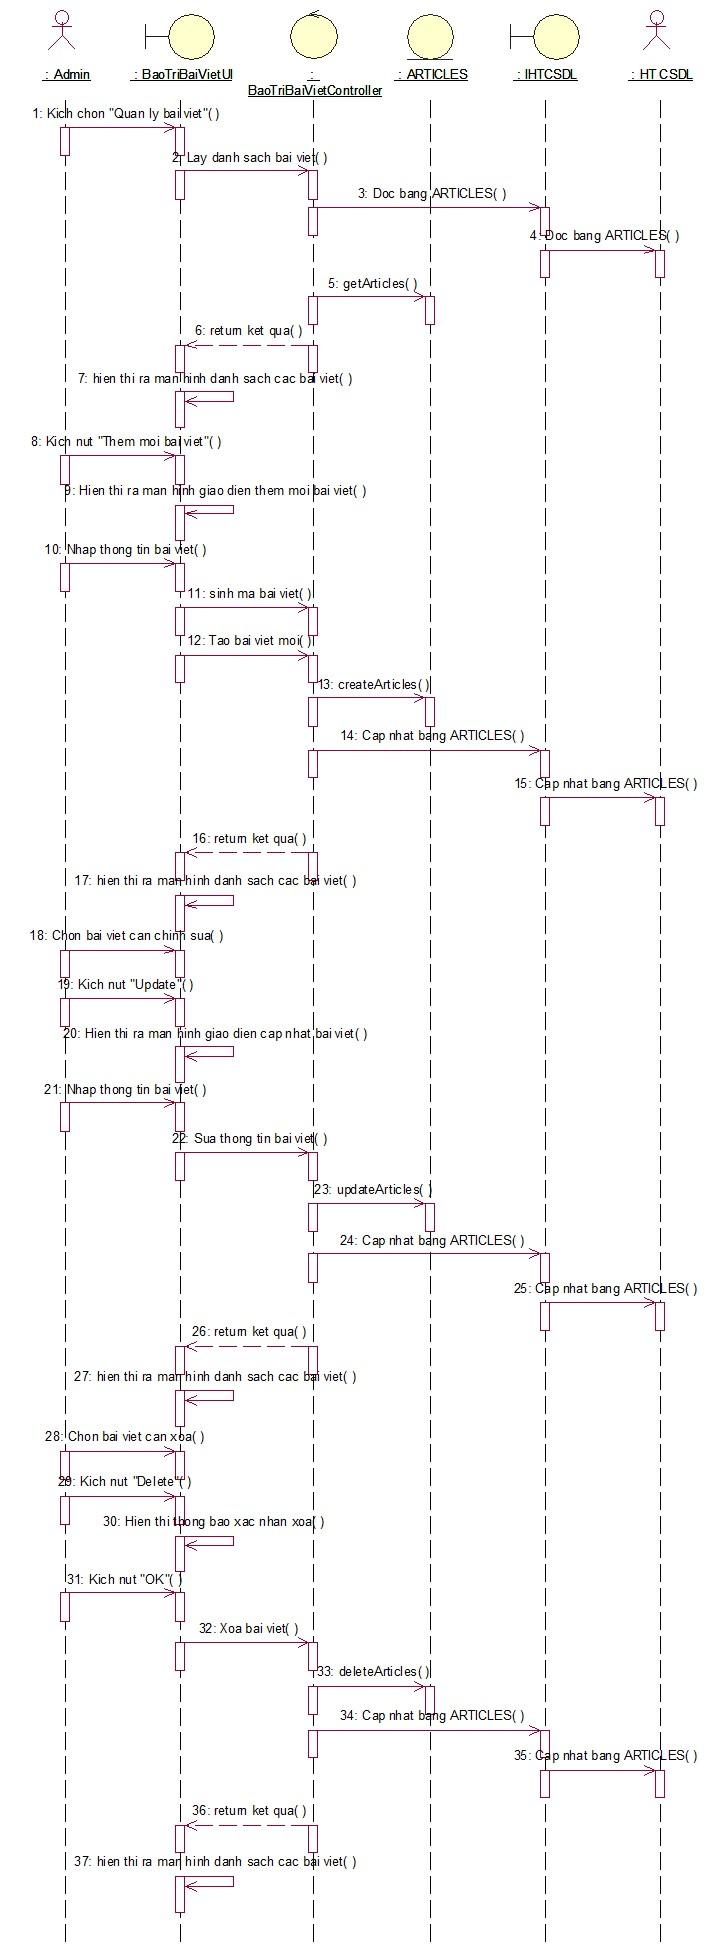 : Admin
: BaoTriBaiVietUI
:
BaoTriBaiVietController
: ARTICLES
: IHTCSDL
: HT CSDL
1: Kich chon "Quan ly bai viet"( )
2: Lay danh sach bai viet( )
3: Doc bang ARTICLES( )
4: Doc bang ARTICLES( )
5: getArticles( )
6: return ket qua( )
7: hien thi ra man hinh danh sach cac bai viet( )
8: Kich nut "Them moi bai viet"( )
9: Hien thi ra man hinh giao dien them moi bai viet( )
10: Nhap thong tin bai viet( )
11: sinh ma bai viet( )
12: Tao bai viet moi( )
13: createArticles( )
14: Cap nhat bang ARTICLES( )
15: Cap nhat bang ARTICLES( )
16: return ket qua( )
17: hien thi ra man hinh danh sach cac bai viet( )
18: Chon bai viet can chinh sua( )
19: Kich nut "Update"( )
20: Hien thi ra man hinh giao dien cap nhat bai viet( )
21: Nhap thong tin bai viet( )
22: Sua thong tin bai viet( )
23: updateArticles( )
24: Cap nhat bang ARTICLES( )
25: Cap nhat bang ARTICLES( )
26: return ket qua( )
27: hien thi ra man hinh danh sach cac bai viet( )
28: Chon bai viet can xoa( )
29: Kich nut "Delete"( )
30: Hien thi thong bao xac nhan xoa( )
31: Kich nut "OK"( )
32: Xoa bai viet( )
33: deleteArticles( )
34: Cap nhat bang ARTICLES( )
35: Cap nhat bang ARTICLES( )
36: return ket qua( )
37: hien thi ra man hinh danh sach cac bai viet( )